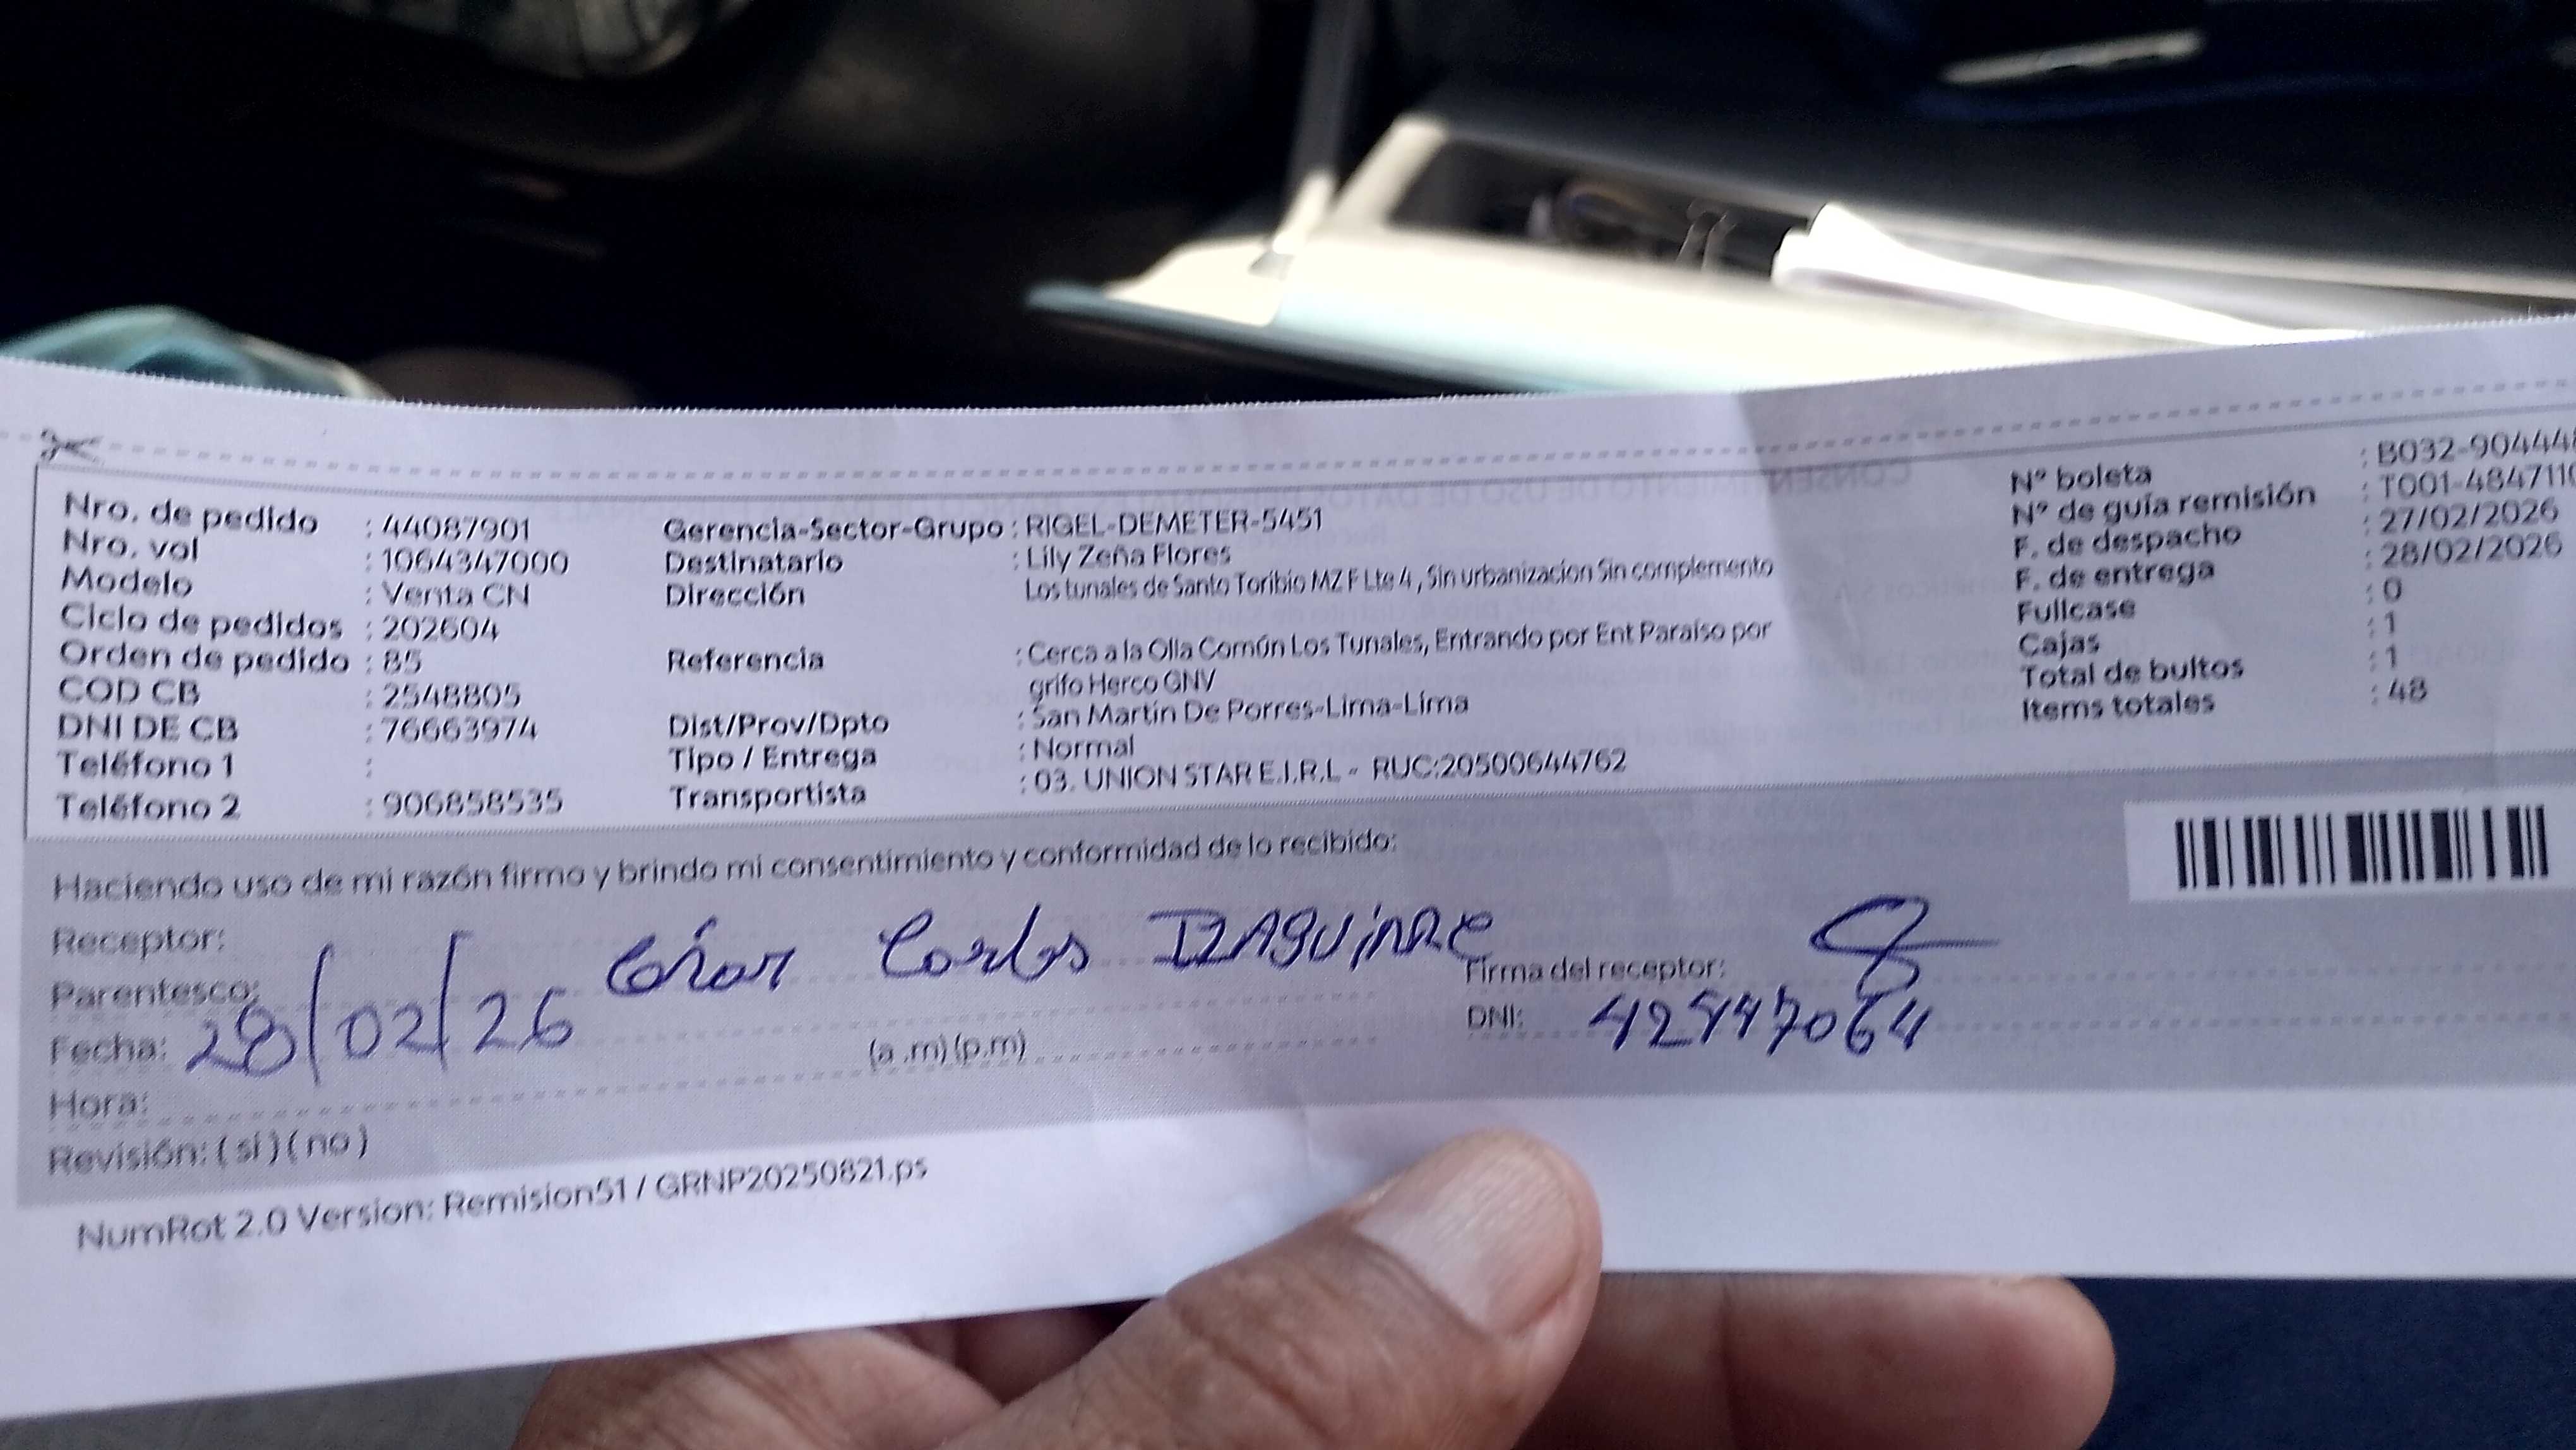 Nro. de pedido : 44087901
Nro. vol : 1064347000
Modelo : Venta CN
Ciclo de pedidos : 202604
Orden de pedido : 85
COD CB : 2548805
DNI DE CB : 76663974
Teléfono 1 :
Teléfono 2 : 906858535
Gerencia-Sector-Grupo : RIGEL-DEMETER-5451
Destinatario : Lily Zeña Flores
Dirección Los tunales de Santo Toribio MZ F Lte 4 , Sin urbanizacion Sin complemento
Referencia : Cerca a la Olla Común Los Tunales, Entrando por Ent Paraíso por
grifo Herco GNV
Dist/Prov/Dpto : San Martin De Porres-Lima-Lima
Tipo / Entrega : Normal
Transportista : 03. UNION STAR E.I.R.L - RUC:20500644762
N° boleta : B032-90444
N° de guía remisión : T001-484711
F. de despacho : 27/02/2026
F. de entrega : 28/02/2026
Fullcase : 0
Cajas : 1
Total de bultos : 1
Items totales : 48
Haciendo uso de mi razón firmo y brindo mi consentimiento y conformidad de lo recibido:
Receptor: César Carlos IZAguiRRe
Firma del receptor:
Parentesco:
DNI: 42447064
Fecha: 28/02/26
(a .m) (p.m)
Hora:
Revisión: ( si ) ( no )
NumRot 2.0 Version: Remision51 / GRNP20250821.ps